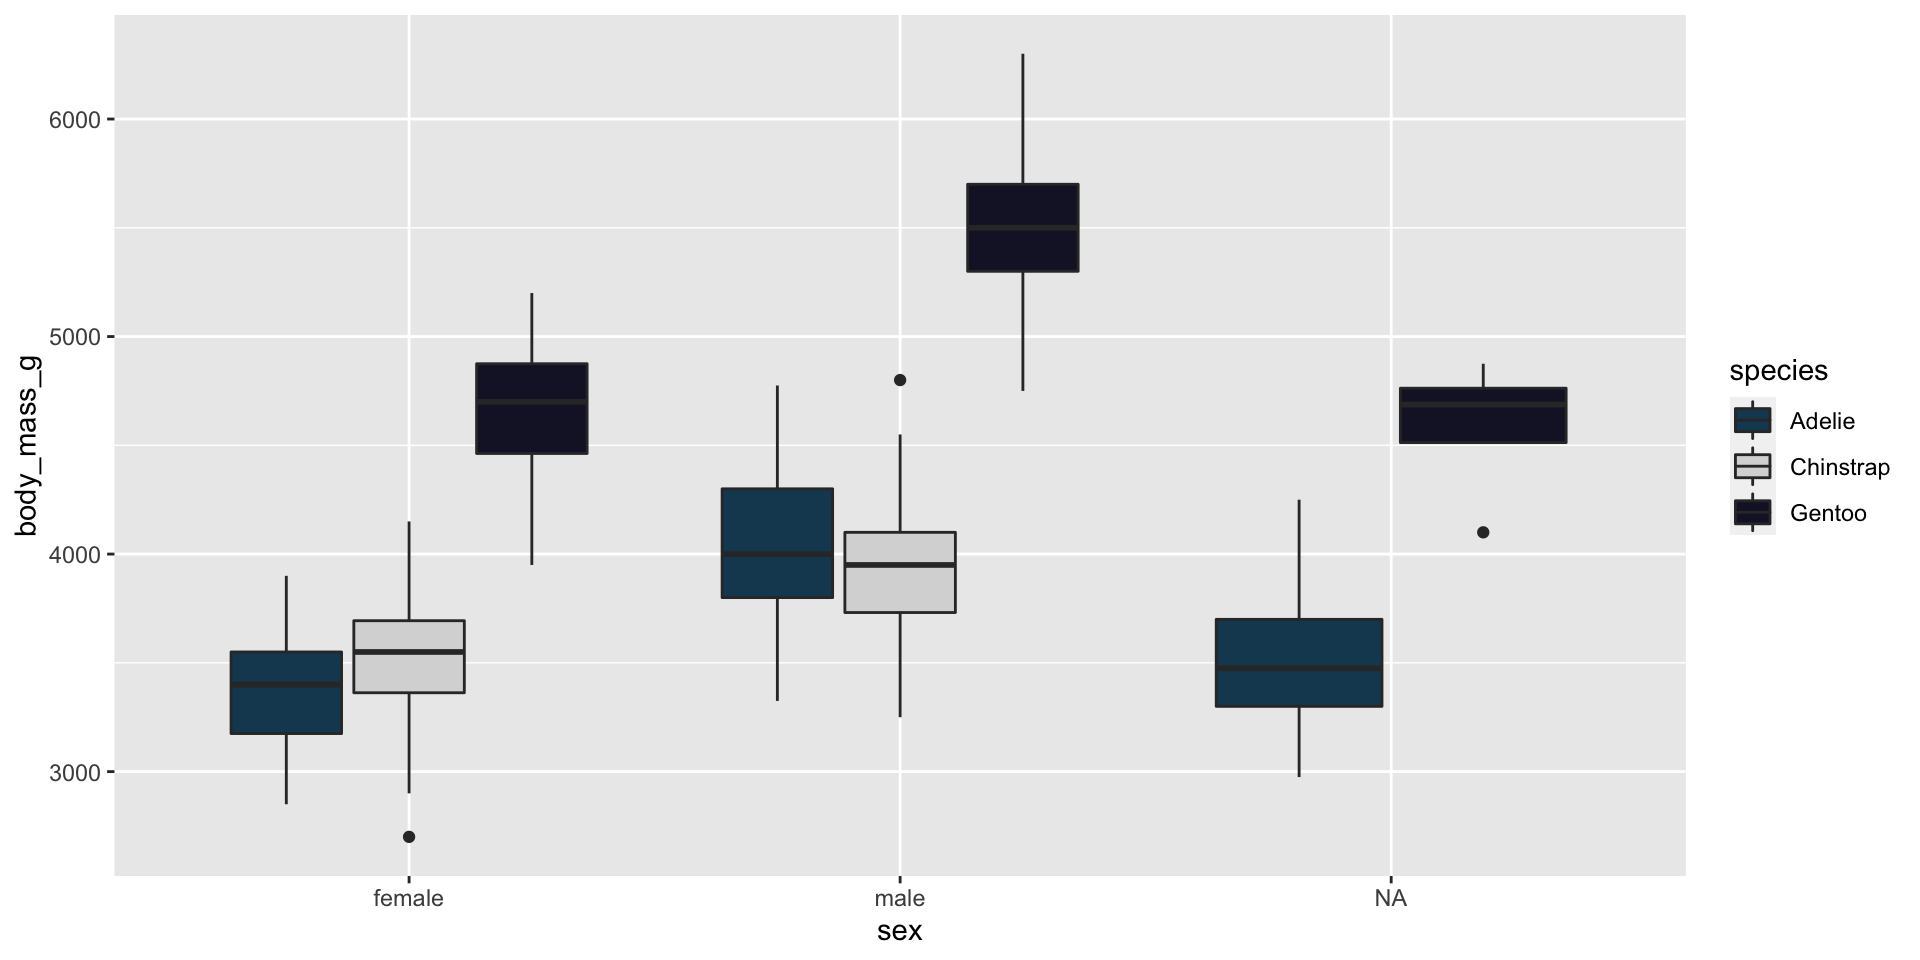 body_mass_g
6000
5000
4000
3000
female
male
NA
sex
species
Adelie
Chinstrap
Gentoo